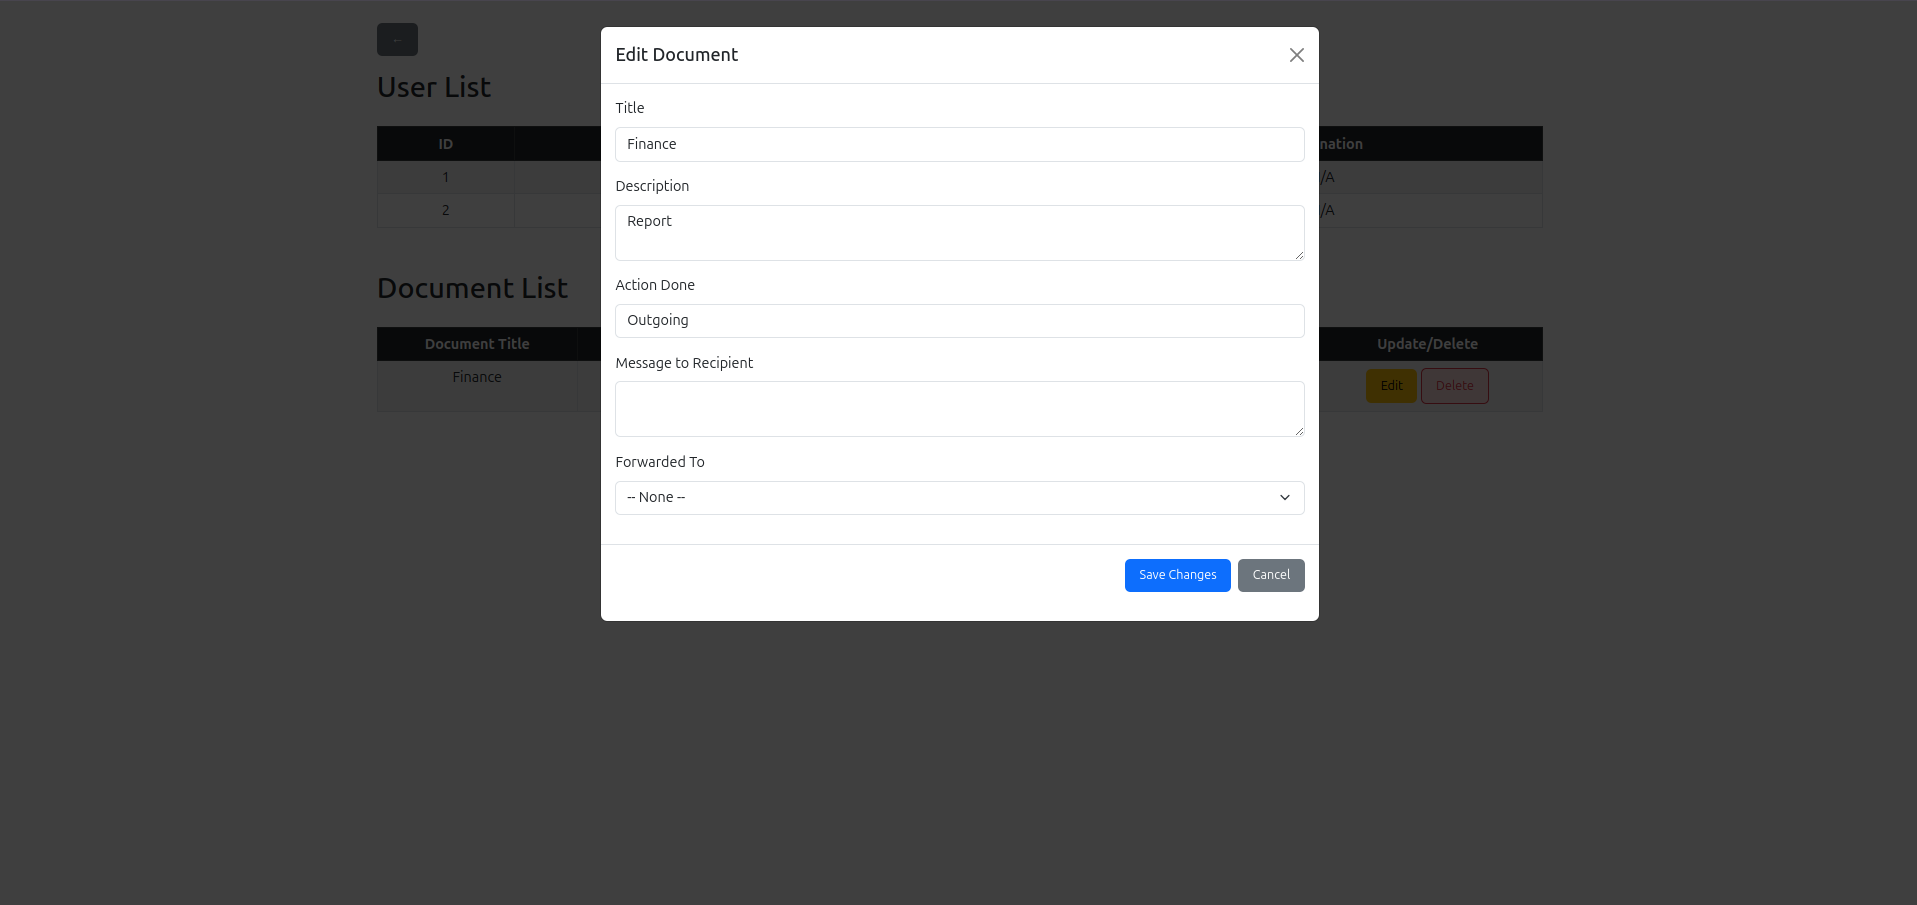 ←
User List
ID
nation
1
/A
2
/A
Document List
Document Title
Update/Delete
Finance
Edit
Delete
Edit Document
Title
Finance
Description
Report
Action Done
Outgoing
Message to Recipient
Forwarded To
-- None --
Save Changes
Cancel